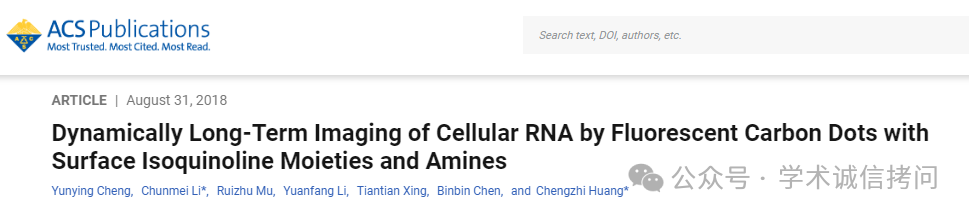 ACS Publications
Most Trusted. Most Cited. Most Read.
Search text, DOI, authors, etc.
ARTICLE | August 31, 2018
Dynamically Long-Term Imaging of Cellular RNA by Fluorescent Carbon Dots with
Surface Isoquinoline Moieties and Amines
Yunying Cheng, Chunmei Li*, Ruizhu Mu, Yuanfang Li, Tiantian Xing, Binbin Chen, and Chengzhi Huang*
公众号 · 学术诚信拷问